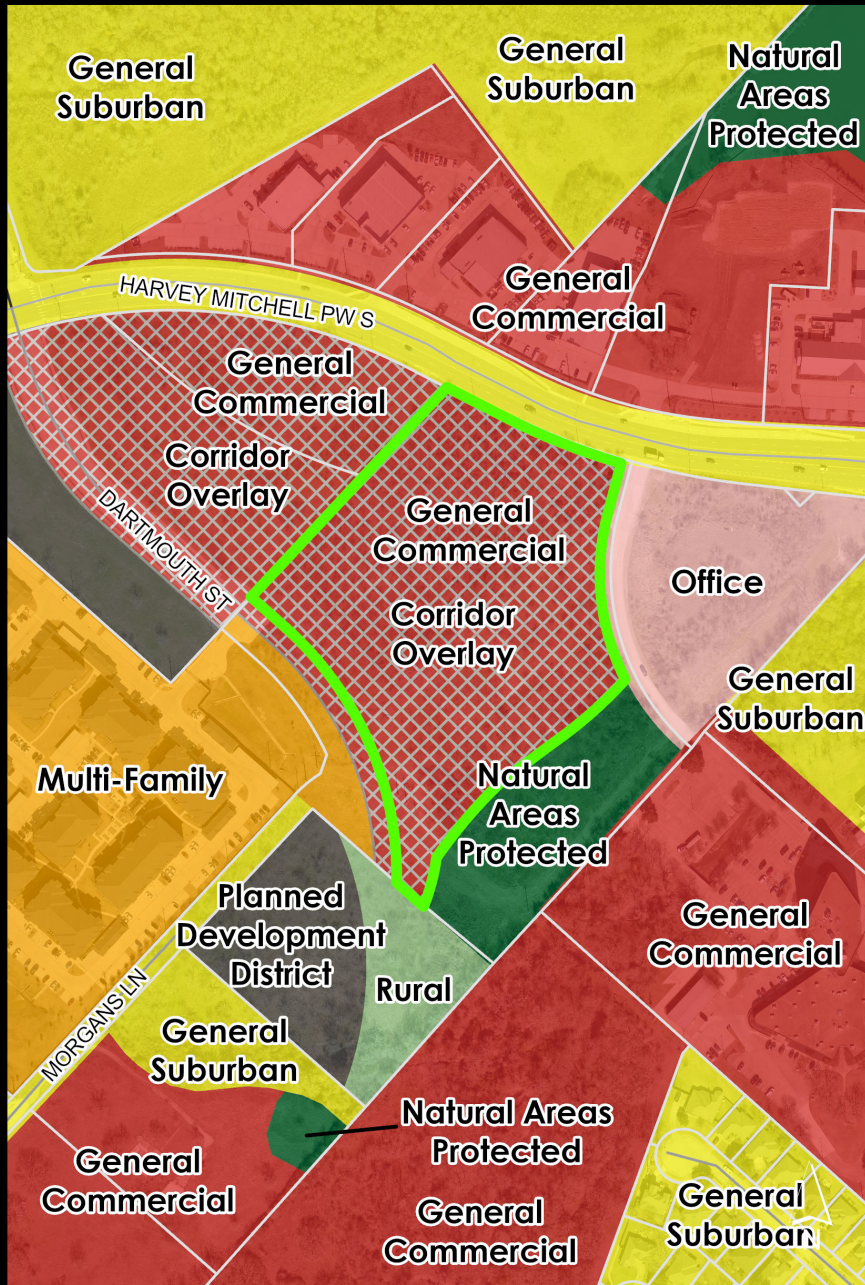 General
Suburban
General
Suburban
Natural
Areas
Protected
HARVEY MITCHELL PW S
General
Commercial
General
Commercial
Corridor
Overlay
General
Commercial
Corridor
Overlay
DARTMOUTH ST
Office
General
Suburban
Multi-Family
Natural
Areas
Protected
Planned
Development
District
Rural
General
Commercial
MORGANS LN
General
Suburban
Natural Areas
Protected
General
Commercial
General
Commercial
General
Suburban
N